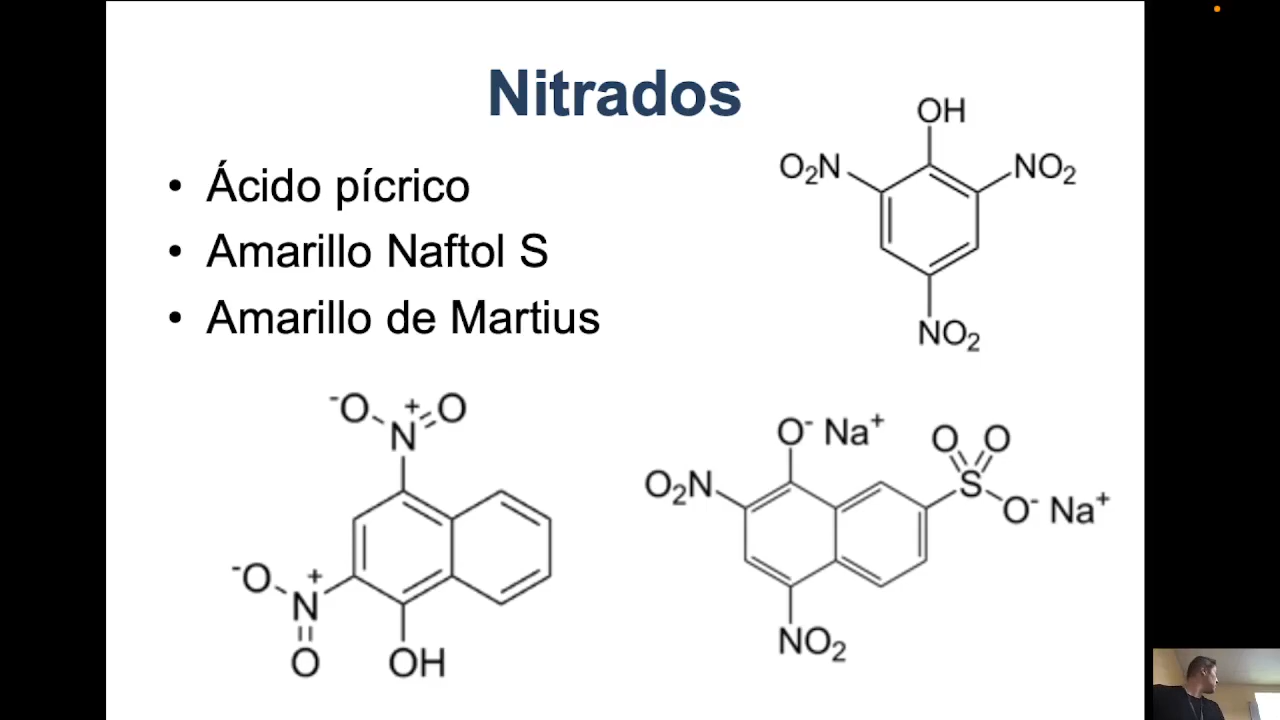 Nitrados
• Ácido pícrico
• Amarillo Naftol S
• Amarillo de Martius
OH
O₂N
NO₂
NO₂
⁻O
N⁺
O
⁻O
N⁺
O
OH
O⁻ Na⁺
O₂N
NO₂
O O
S
O⁻ Na⁺